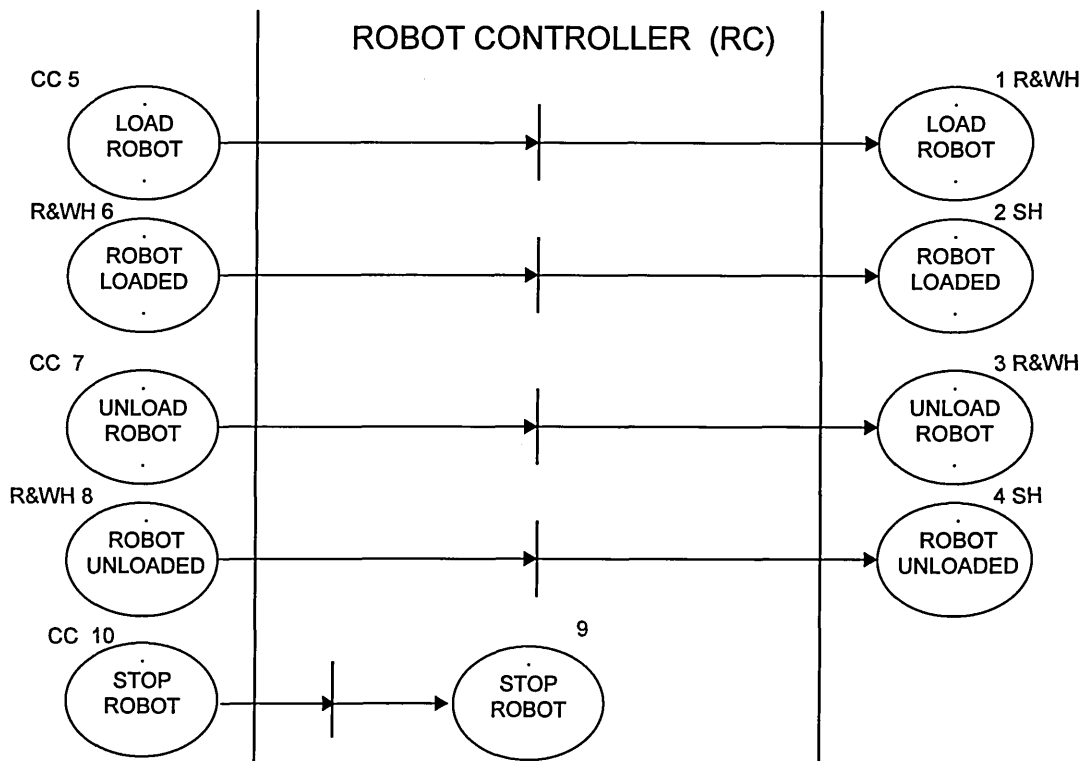 ROBOT CONTROLLER (RC)
CC 5
LOAD
ROBOT
1 R&WH
LOAD
ROBOT
R&WH 6
ROBOT
LOADED
2 SH
ROBOT
LOADED
CC 7
UNLOAD
ROBOT
3 R&WH
UNLOAD
ROBOT
R&WH 8
ROBOT
UNLOADED
4 SH
ROBOT
UNLOADED
CC 10
STOP
ROBOT
9
STOP
ROBOT